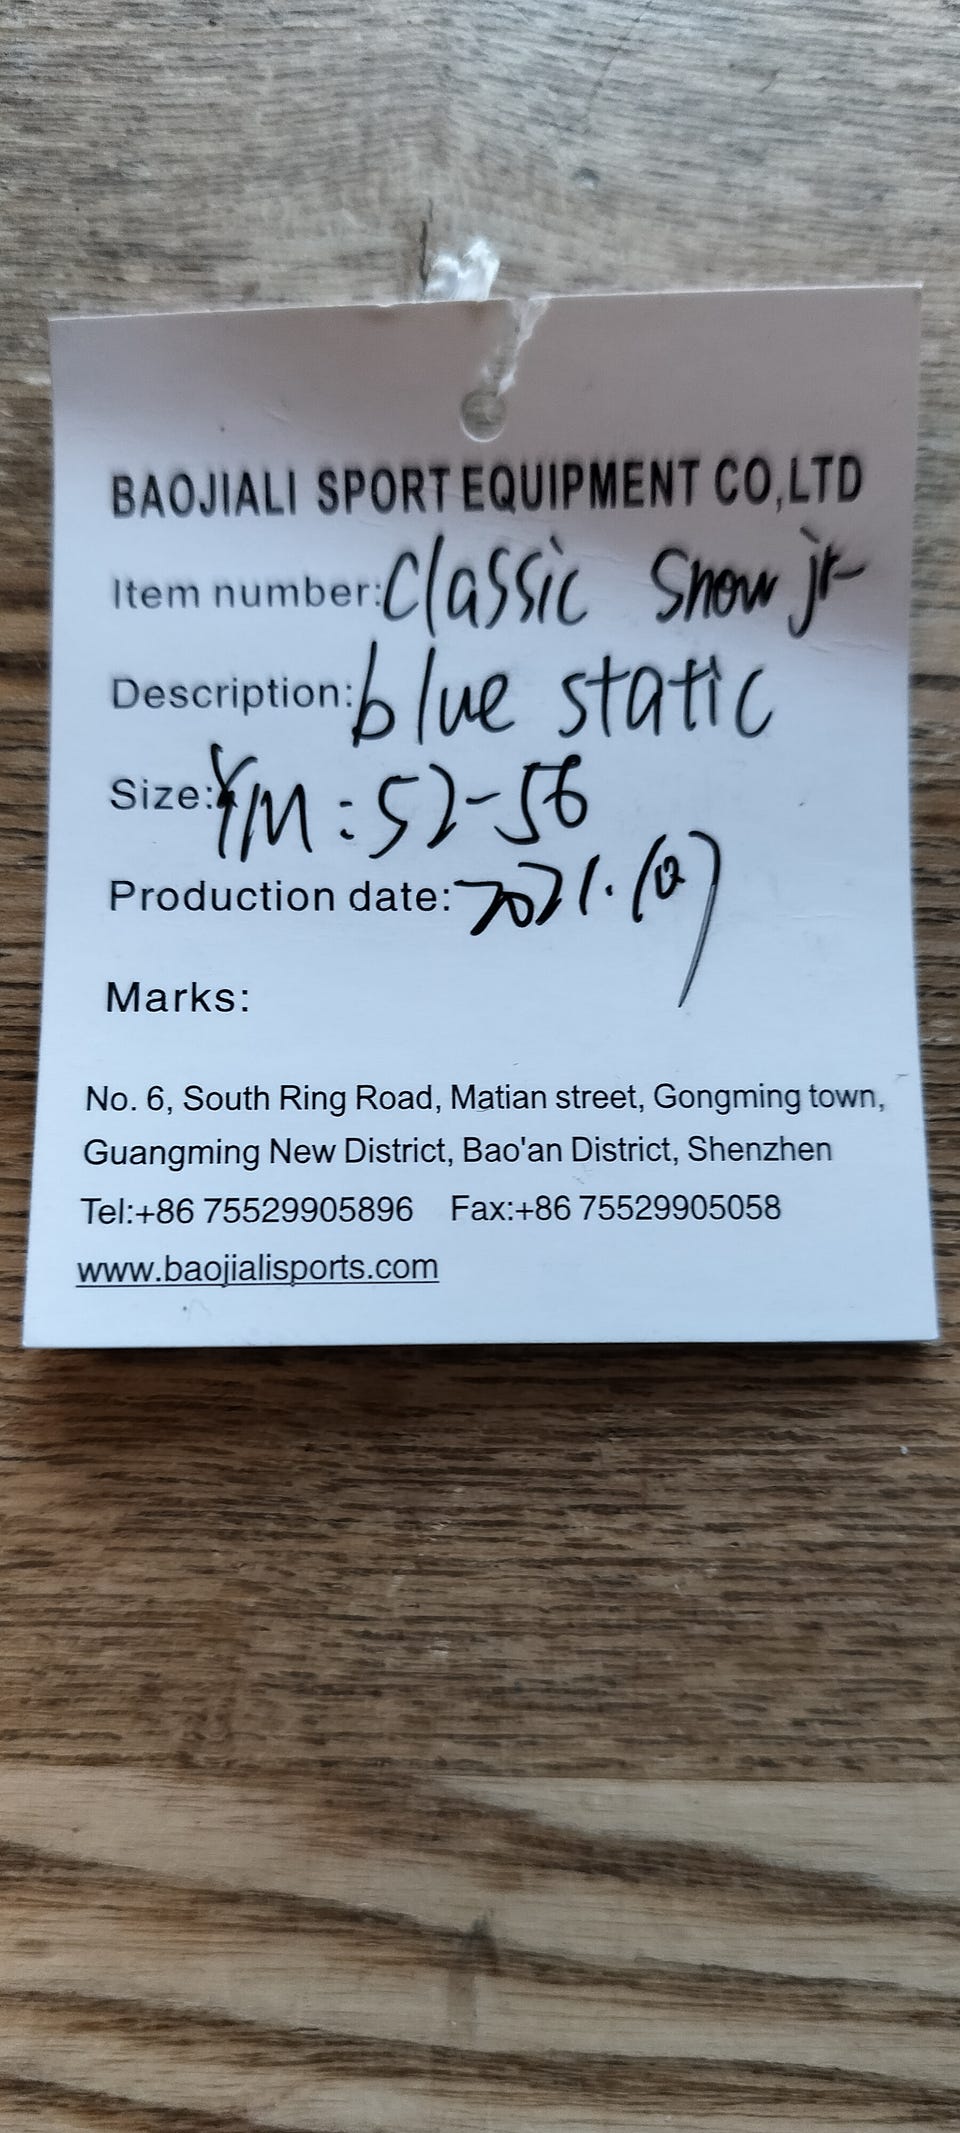 BAOJIALI SPORT EQUIPMENT CO,LTD
Item number: Classic Snow jr
Description: blue static
Size: YM : 52-56
Production date: 2021.
Marks:
No. 6, South Ring Road, Matian street, Gongming town,
Guangming New District, Bao'an District, Shenzhen
Tel:+86 75529905896 Fax:+86 75529905058
www.baojialisports.com